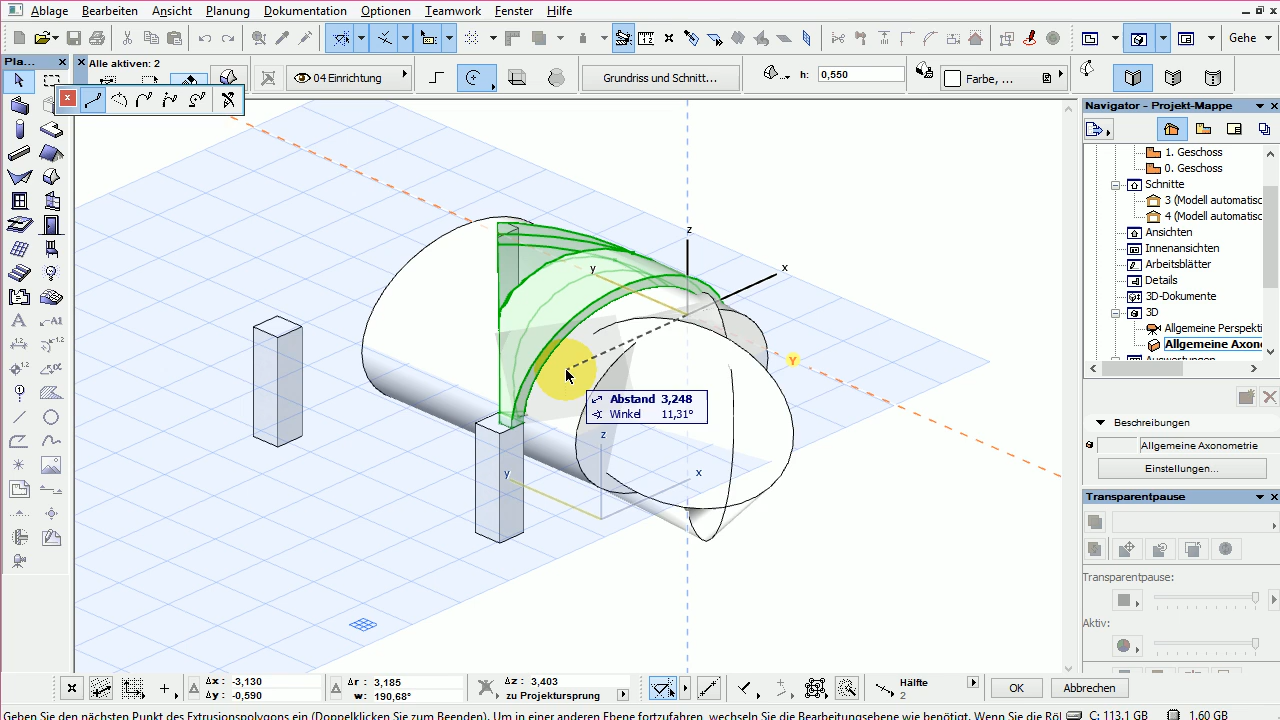 Ablage Bearbeiten Ansicht Planung Dokumentation Optionen Teamwork Fenster Hilfe
Gehe
Pla...
Alle aktiven: 2
04 Einrichtung
Grundriss und Schnitt...
h: 0,550
Farbe, ...
Navigator - Projekt-Mappe
1. Geschoss
0. Geschoss
Schnitte
3 (Modell automatisc
4 (Modell automatisc
Ansichten
Innenansichten
Arbeitsblätter
Details
3D-Dokumente
3D
Allgemeine Perspekti
Allgemeine Axono
Beschreibungen
Allgemeine Axonometrie
Einstellungen...
Transparentpause
Transparentpause:
Aktiv:
z
x
y
Y
Abstand 3,248
Winkel 11,31°
z
x
y
A A1
Δx: -3,130
Δy: -0,590
Δr: 3,185
w: 190,68°
Δz: 3,403
zu Projektursprung
Hälfte
2
OK
Abbrechen
Geben Sie den nächsten Punkt des Extrusionspolygons ein (Doppelklicken Sie zum Beenden). Um in einer anderen Ebene fortzufahren, wechseln Sie die Bearbeitungsebene wie benötigt. Wenn Sie die Röl
C: 113.1 GB
1.60 GB